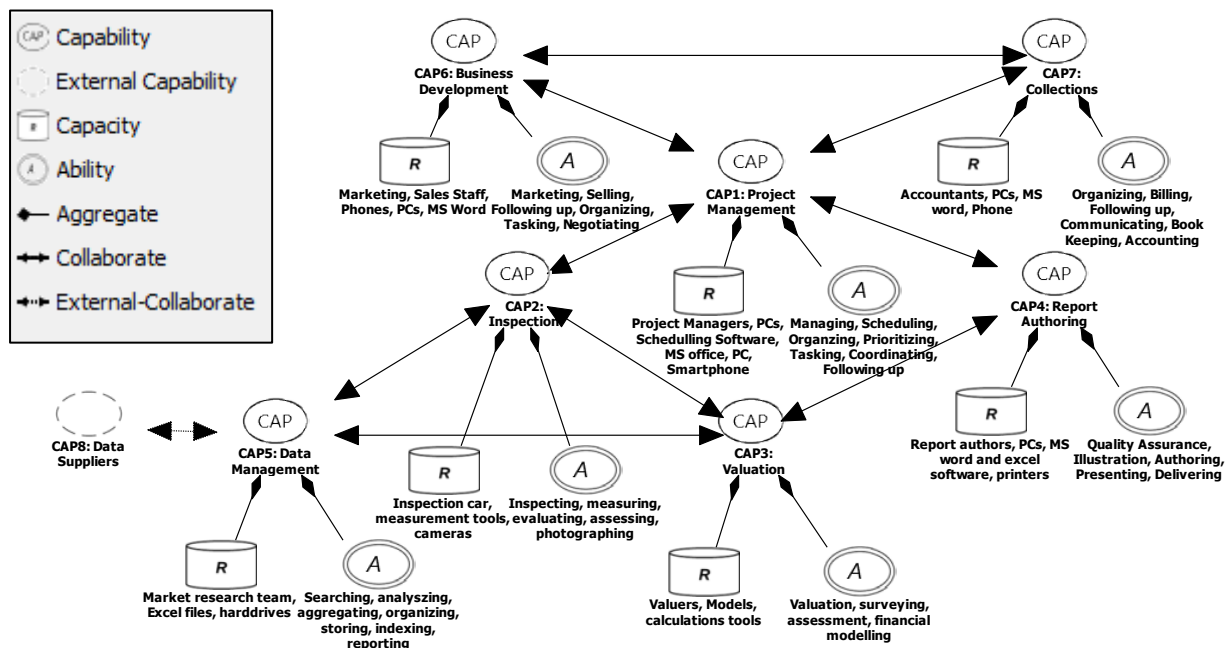 CAP
Capability
External Capability
R
Capacity
A
Ability
Aggregate
Collaborate
External-Collaborate
CAP
CAP6: Business
Development
R
Marketing, Sales Staff,
Phones, PCs, MS Word
A
Marketing, Selling,
Following up, Organizing,
Tasking, Negotiating
CAP
CAP7:
Collections
R
Accountants, PCs, MS
word, Phone
A
Organizing, Billing,
Following up,
Communicating, Book
Keeping, Accounting
CAP
CAP1: Project
Management
R
Project Managers, PCs,
Schedulling Software,
MS office, PC,
Smartphone
A
Managing, Scheduling,
Organzing, Prioritizing,
Tasking, Coordinating,
Following up
CAP
CAP2:
Inspection
R
Inspection car,
measurement tools,
cameras
A
Inspecting, measuring,
evaluating, assessing,
photographing
CAP
CAP4: Report
Authoring
R
Report authors, PCs, MS
word and excel
software, printers
A
Quality Assurance,
Illustration, Authoring,
Presenting, Delivering
CAP8: Data
Suppliers
CAP
CAP5: Data
Management
R
Market research team,
Excel files, harddrives
A
Searching, analyszing,
aggregating, organizing,
storing, indexing,
reporting
CAP
CAP3:
Valuation
R
Valuers, Models,
calculations tools
A
Valuation, surveying,
assessment, financial
modelling